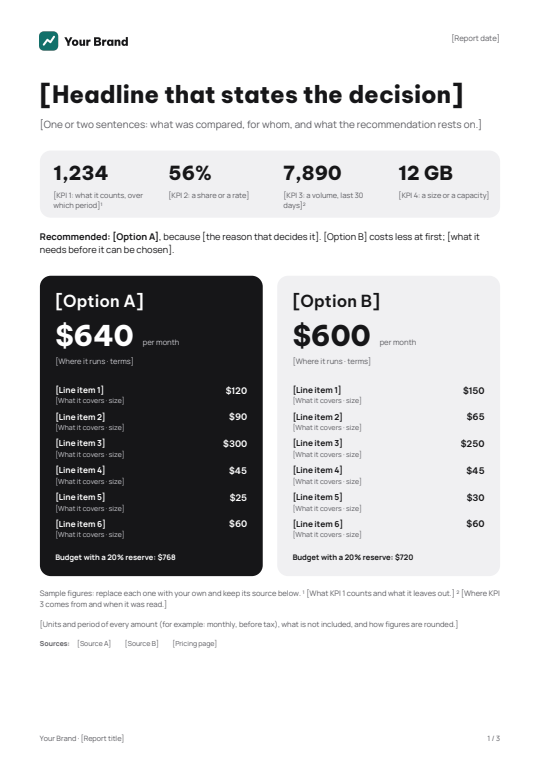 Your Brand
[Report date]
[Headline that states the decision]
[One or two sentences: what was compared, for whom, and what the recommendation rests on.]
1,234
[KPI 1: what it counts, over
which period]¹
56%
[KPI 2: a share or a rate]
7,890
[KPI 3: a volume, last 30
days]²
12 GB
[KPI 4: a size or a capacity]
Recommended: [Option A], because [the reason that decides it]. [Option B] costs less at first; [what it
needs before it can be chosen].
[Option A]
$640 per month
[Where it runs · terms]
[Line item 1] $120
[What it covers · size]
[Line item 2] $90
[What it covers · size]
[Line item 3] $300
[What it covers · size]
[Line item 4] $45
[What it covers · size]
[Line item 5] $25
[What it covers · size]
[Line item 6] $60
[What it covers · size]
Budget with a 20% reserve: $768
[Option B]
$600 per month
[Where it runs · terms]
[Line item 1] $150
[What it covers · size]
[Line item 2] $65
[What it covers · size]
[Line item 3] $250
[What it covers · size]
[Line item 4] $45
[What it covers · size]
[Line item 5] $30
[What it covers · size]
[Line item 6] $60
[What it covers · size]
Budget with a 20% reserve: $720
Sample figures: replace each one with your own and keep its source below. ¹ [What KPI 1 counts and what it leaves out.] ² [Where KPI
3 comes from and when it was read.]
[Units and period of every amount (for example: monthly, before tax), what is not included, and how figures are rounded.]
Sources: [Source A] [Source B] [Pricing page]
Your Brand · [Report title]
1 / 3